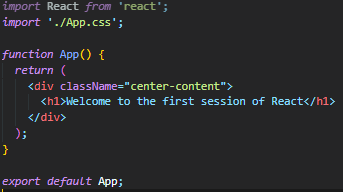 import React from 'react';
import './App.css';
function App() {
return (
<div className="center-content">
<h1>Welcome to the first session of React</h1>
</div>
);
}
export default App;